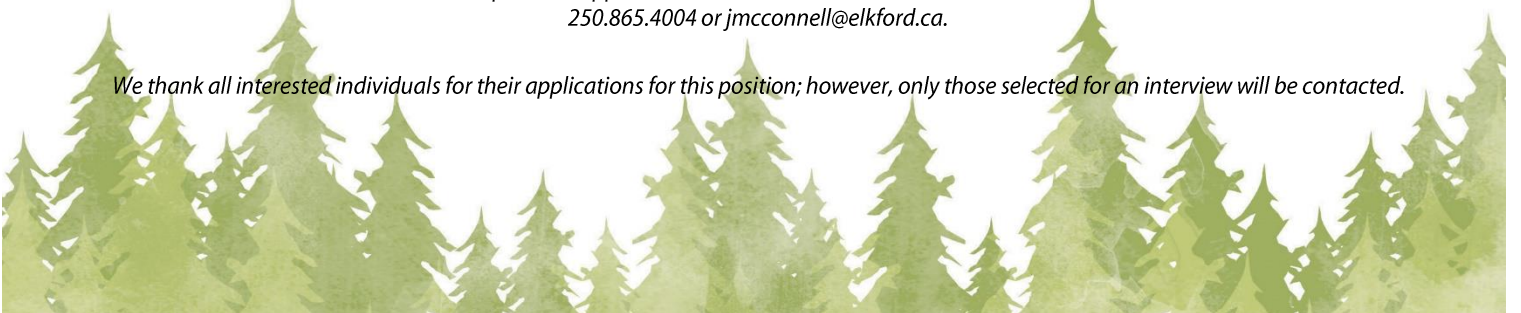 250.865.4004 or jmcconnell@elkford.ca.
We thank all interested individuals for their applications for this position; however, only those selected for an interview will be contacted.